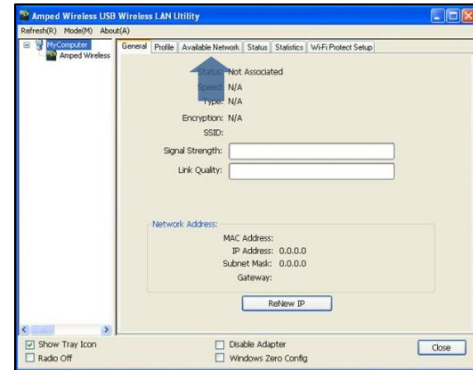 Amped Wireless USB Wireless LAN Utility
Refresh(R) Mode(M) About(A)
MyComputer
Amped Wireless
General Profile Available Network Status Statistics Wi-Fi Protect Setup
Status: Not Associated
Speed: N/A
Type: N/A
Encryption: N/A
SSID:
Signal Strength:
Link Quality:
Network Address:
MAC Address:
IP Address: 0.0.0.0
Subnet Mask: 0.0.0.0
Gateway:
ReNew IP
Show Tray Icon
Radio Off
Disable Adapter
Windows Zero Config
Close